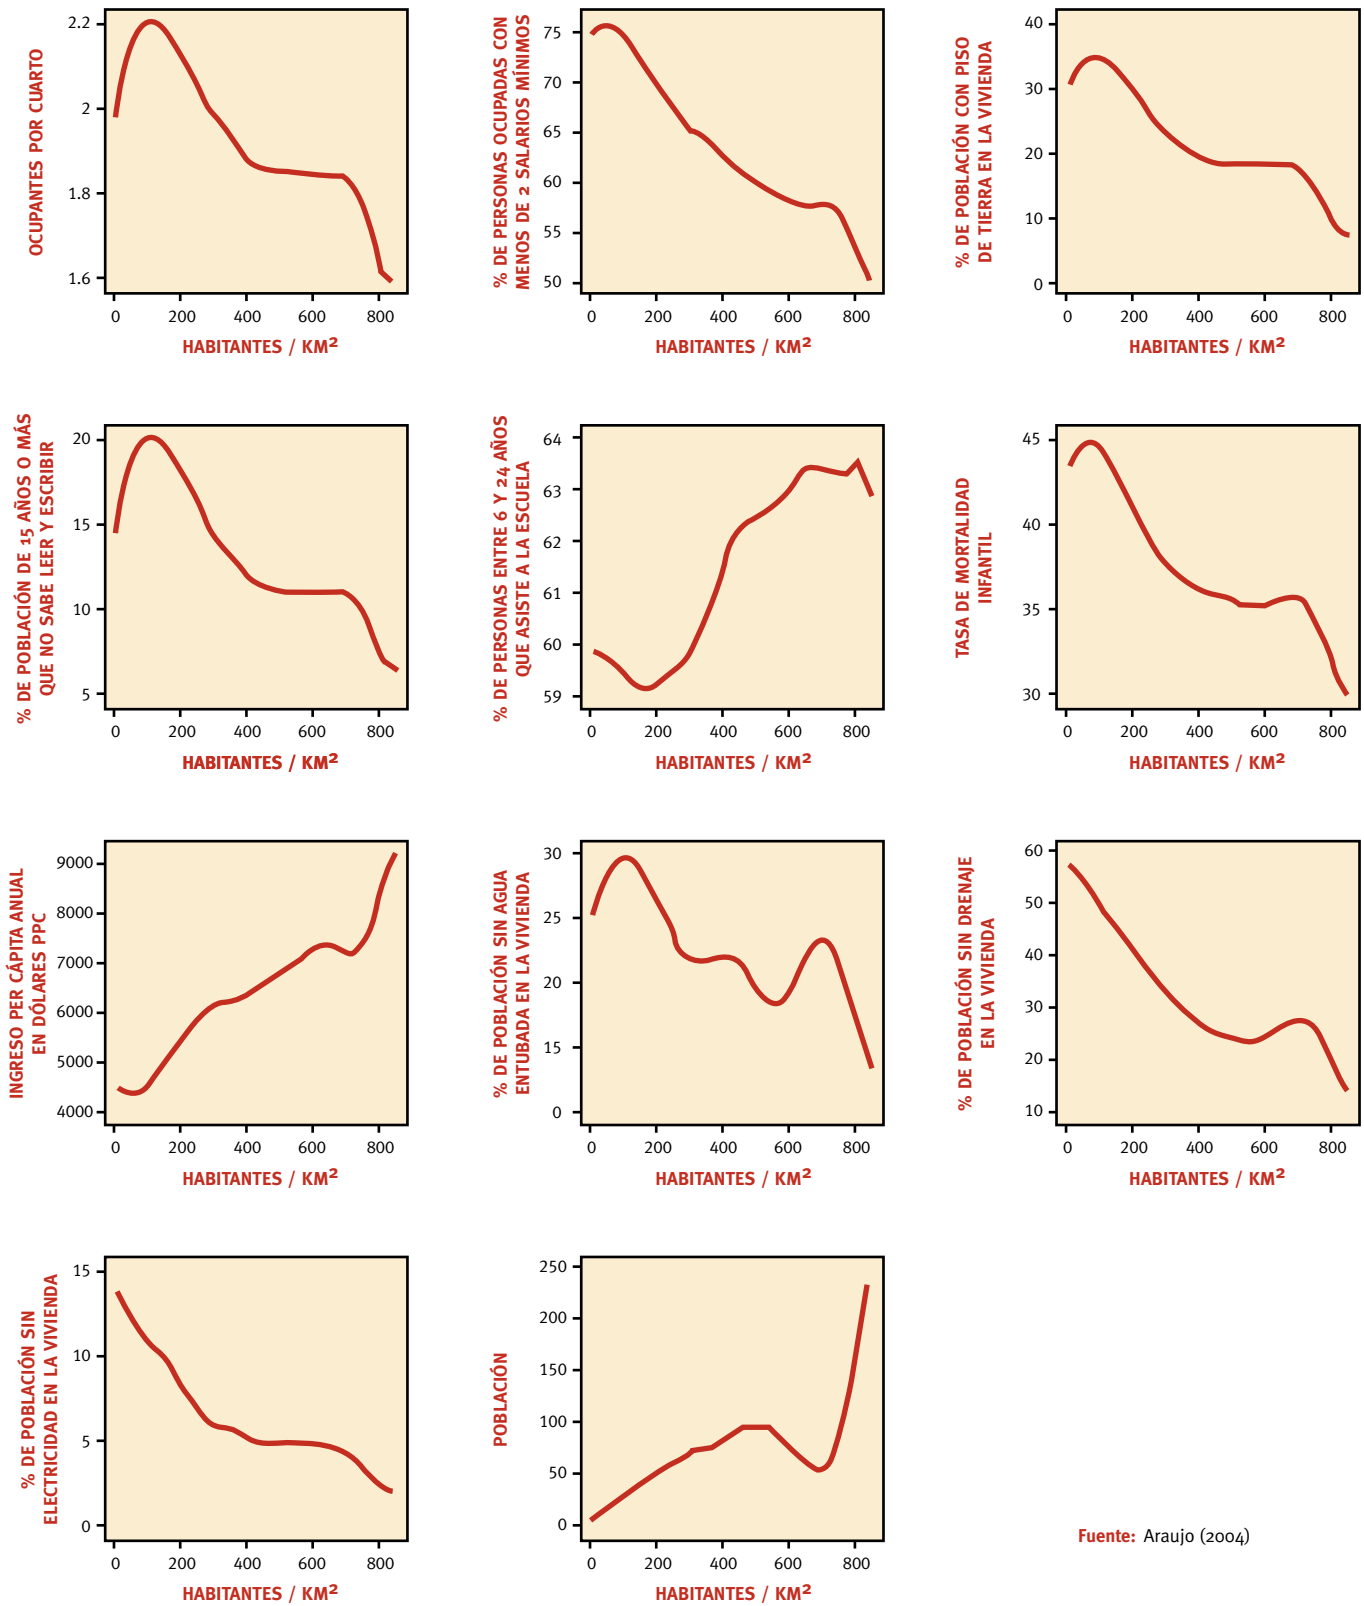 OCUPANTES POR CUARTO
2.2
2
1.8
1.6
0 200 400 600 800
HABITANTES / KM²
% DE PERSONAS OCUPADAS CON
MENOS DE 2 SALARIOS MÍNIMOS
75
70
65
60
55
50
0 200 400 600 800
HABITANTES / KM²
% DE POBLACIÓN CON PISO
DE TIERRA EN LA VIVIENDA
40
30
20
10
0
0 200 400 600 800
HABITANTES / KM²
% DE POBLACIÓN DE 15 AÑOS O MÁS
QUE NO SABE LEER Y ESCRIBIR
20
15
10
5
0 200 400 600 800
HABITANTES / KM²
% DE PERSONAS ENTRE 6 Y 24 AÑOS
QUE ASISTE A LA ESCUELA
64
63
62
61
60
59
0 200 400 600 800
HABITANTES / KM²
TASA DE MORTALIDAD
INFANTIL
45
40
35
30
0 200 400 600 800
HABITANTES / KM²
INGRESO PER CÁPITA ANUAL
EN DÓLARES PPC
9000
8000
7000
6000
5000
4000
0 200 400 600 800
HABITANTES / KM²
% DE POBLACIÓN SIN AGUA
ENTUBADA EN LA VIVIENDA
30
25
20
15
0
0 200 400 600 800
HABITANTES / KM²
% DE POBLACIÓN SIN DRENAJE
EN LA VIVIENDA
60
50
40
30
20
10
0 200 400 600 800
HABITANTES / KM²
% DE POBLACIÓN SIN
ELECTRICIDAD EN LA VIVIENDA
15
10
5
0
0 200 400 600 800
HABITANTES / KM²
POBLACIÓN
250
200
150
100
50
0
0 200 400 600 800
HABITANTES / KM²
Fuente: Araujo (2004)